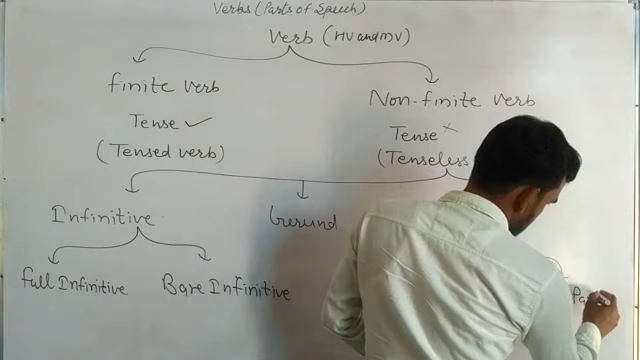 Verbs (Parts of Speech)
Verb (HV and MV)
finite verb
Non-finite verb
Tense ✓
Tense ×
(Tensed verb)
(Tenseless
Infinitive
Gerund
full Infinitive
Bare Infinitive